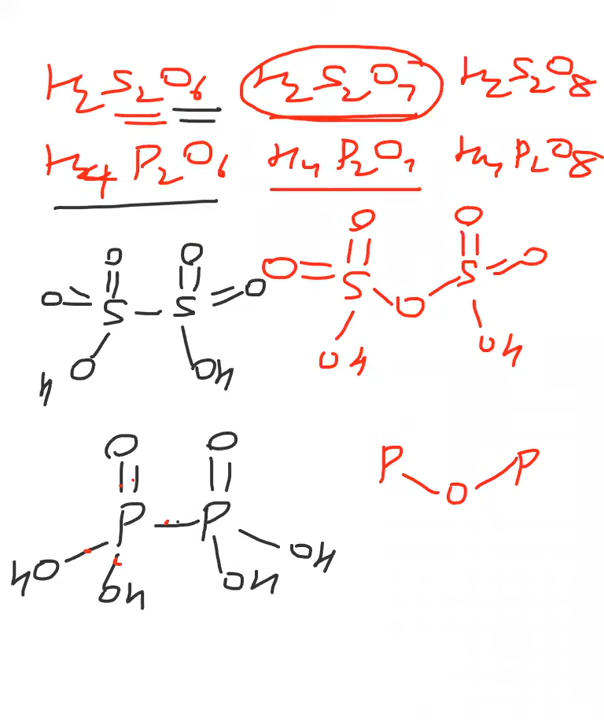 H2S2O6 H2S2O7 H2S2O8
H4P2O6 H4P2O7 H4P2O8
O O O O
O S S O O S S O
O
H O OH OH OH
O O P P
O
P P
HO OH OH OH